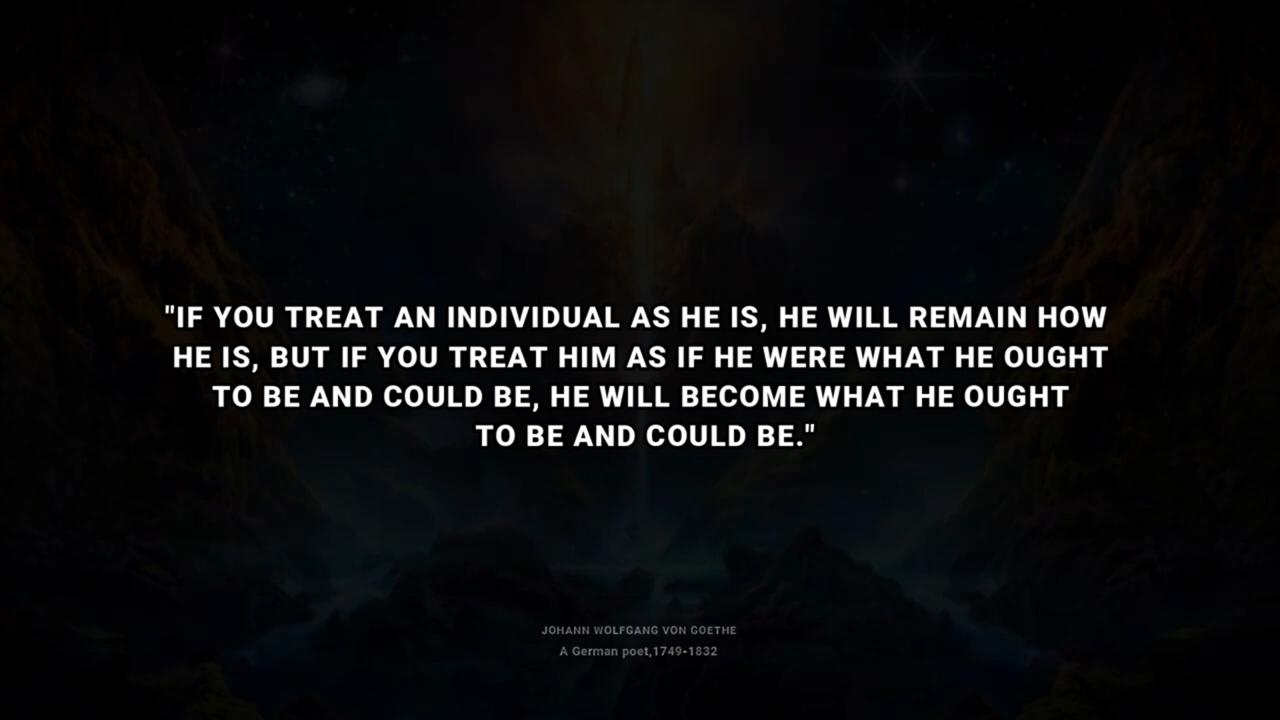 "IF YOU TREAT AN INDIVIDUAL AS HE IS, HE WILL REMAIN HOW
HE IS, BUT IF YOU TREAT HIM AS IF HE WERE WHAT HE OUGHT
TO BE AND COULD BE, HE WILL BECOME WHAT HE OUGHT
TO BE AND COULD BE."
JOHANN WOLFGANG VON GOETHE
A German poet,1749-1832